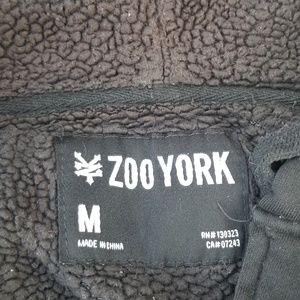 ZOO YORK
M
MADE IN CHINA
RN# 130323
CA# 07243